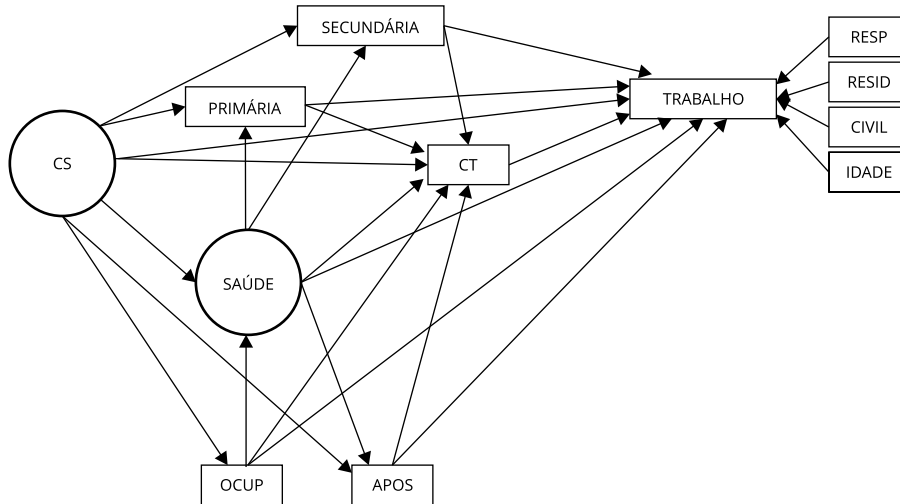 SECUNDÁRIA
RESP
RESID
TRABALHO
PRIMÁRIA
CIVIL
CS
CT
IDADE
SAÚDE
OCUP
APOS